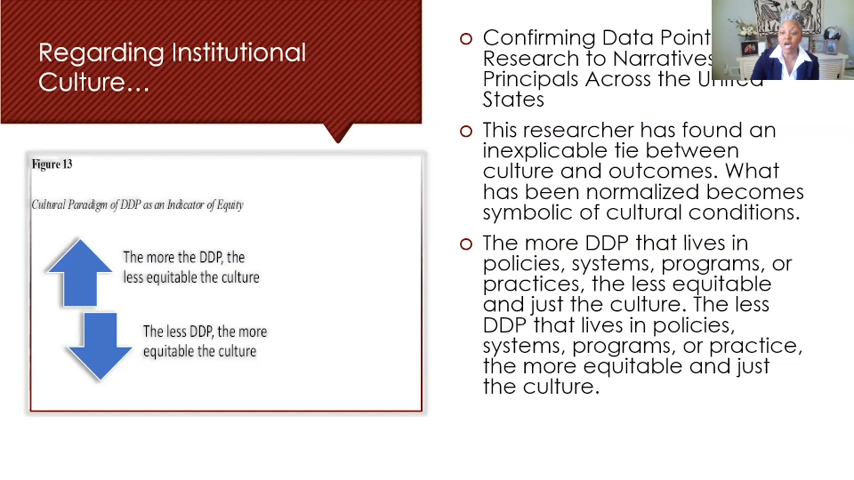 Regarding Institutional
Culture…
Figure 13
Cultural Paradigm of DDP as an Indicator of Equity
The more the DDP, the
less equitable the culture
The less DDP, the more
equitable the culture
Confirming Data Point
Research to Narratives
Principals Across the United
States
This researcher has found an
inexplicable tie between
culture and outcomes. What
has been normalized becomes
symbolic of cultural conditions.
The more DDP that lives in
policies, systems, programs, or
practices, the less equitable
and just the culture. The less
DDP that lives in policies,
systems, programs, or practice,
the more equitable and just
the culture.